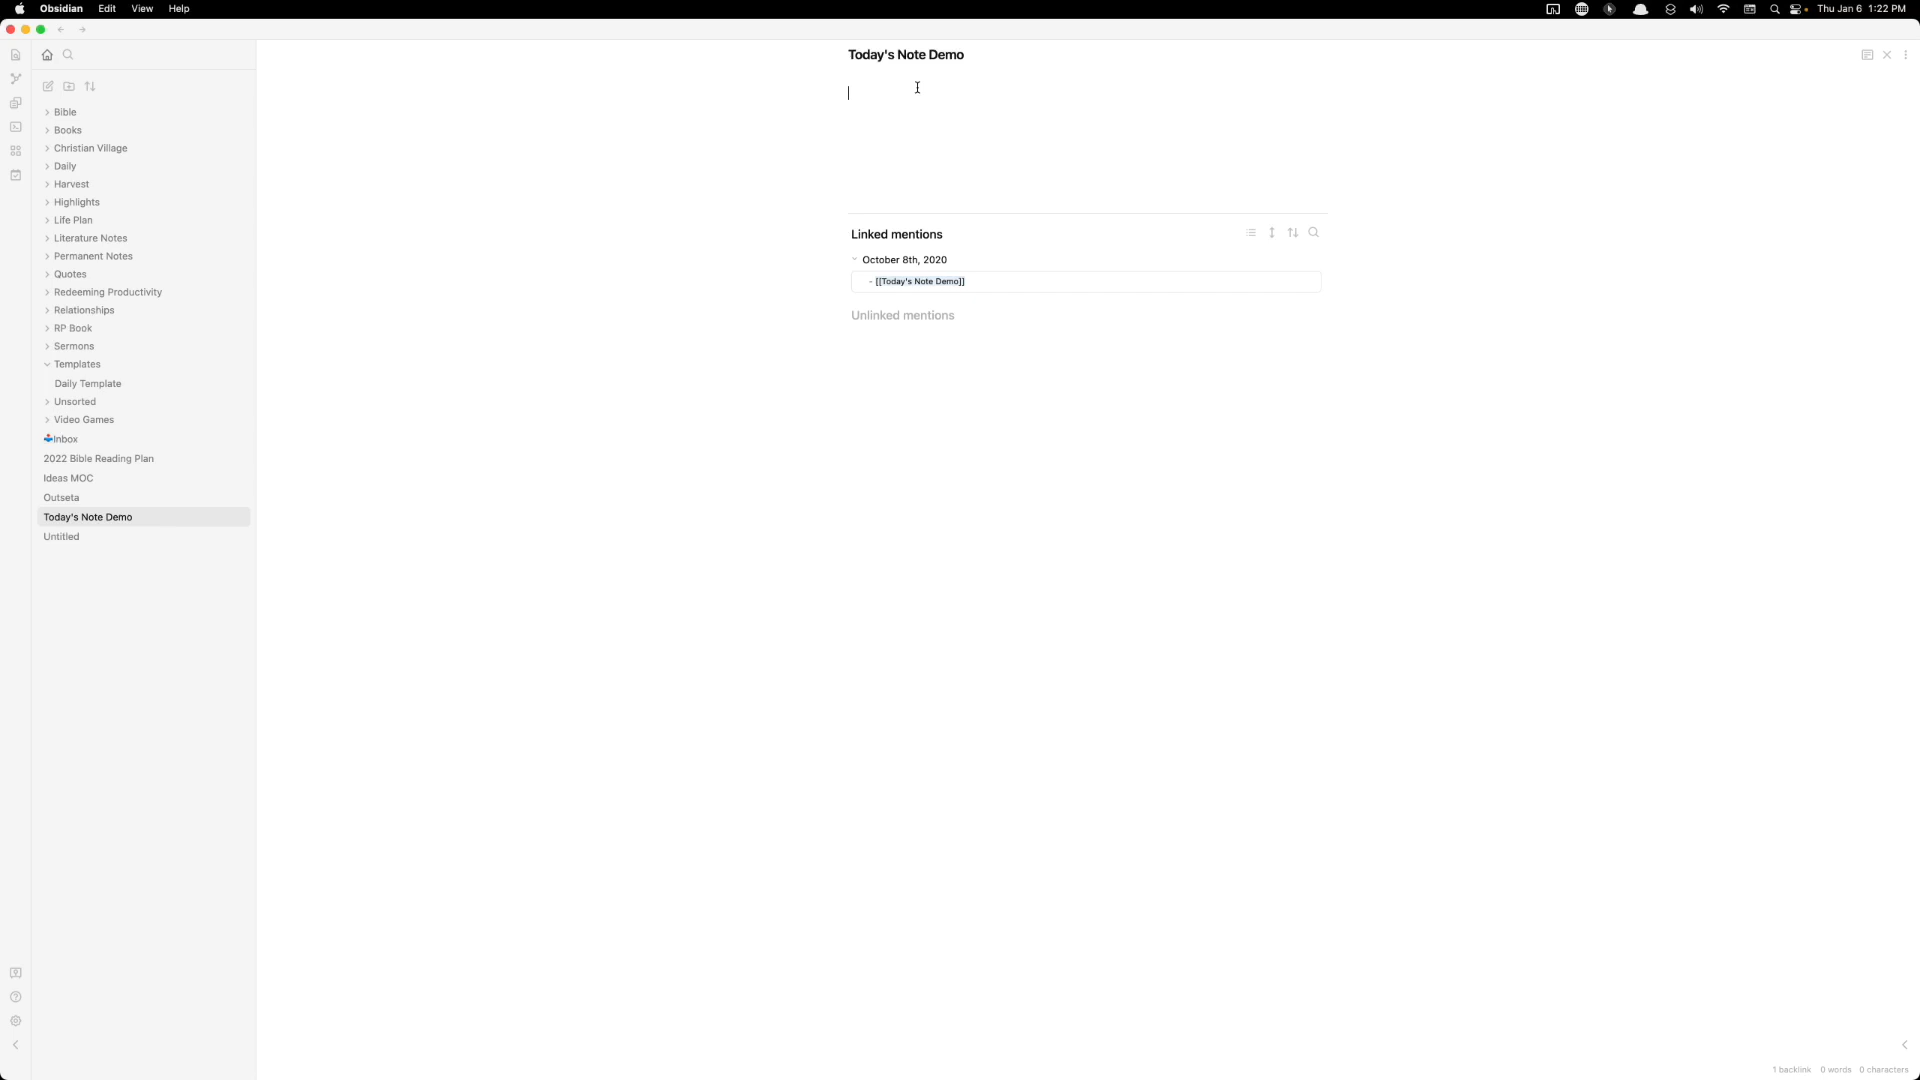 Obsidian Edit View Help Thu Jan 6 1:22 PM
Today's Note Demo
Bible
Books
Christian Village
Daily
Harvest
Highlights
Life Plan
Literature Notes
Permanent Notes
Quotes
Redeeming Productivity
Relationships
RP Book
Sermons
Templates
Daily Template
Unsorted
Video Games
Inbox
2022 Bible Reading Plan
Ideas MOC
Outseta
Today's Note Demo
Untitled
Linked mentions
October 8th, 2020
- [[Today's Note Demo]]
Unlinked mentions
1 backlink 0 words 0 characters